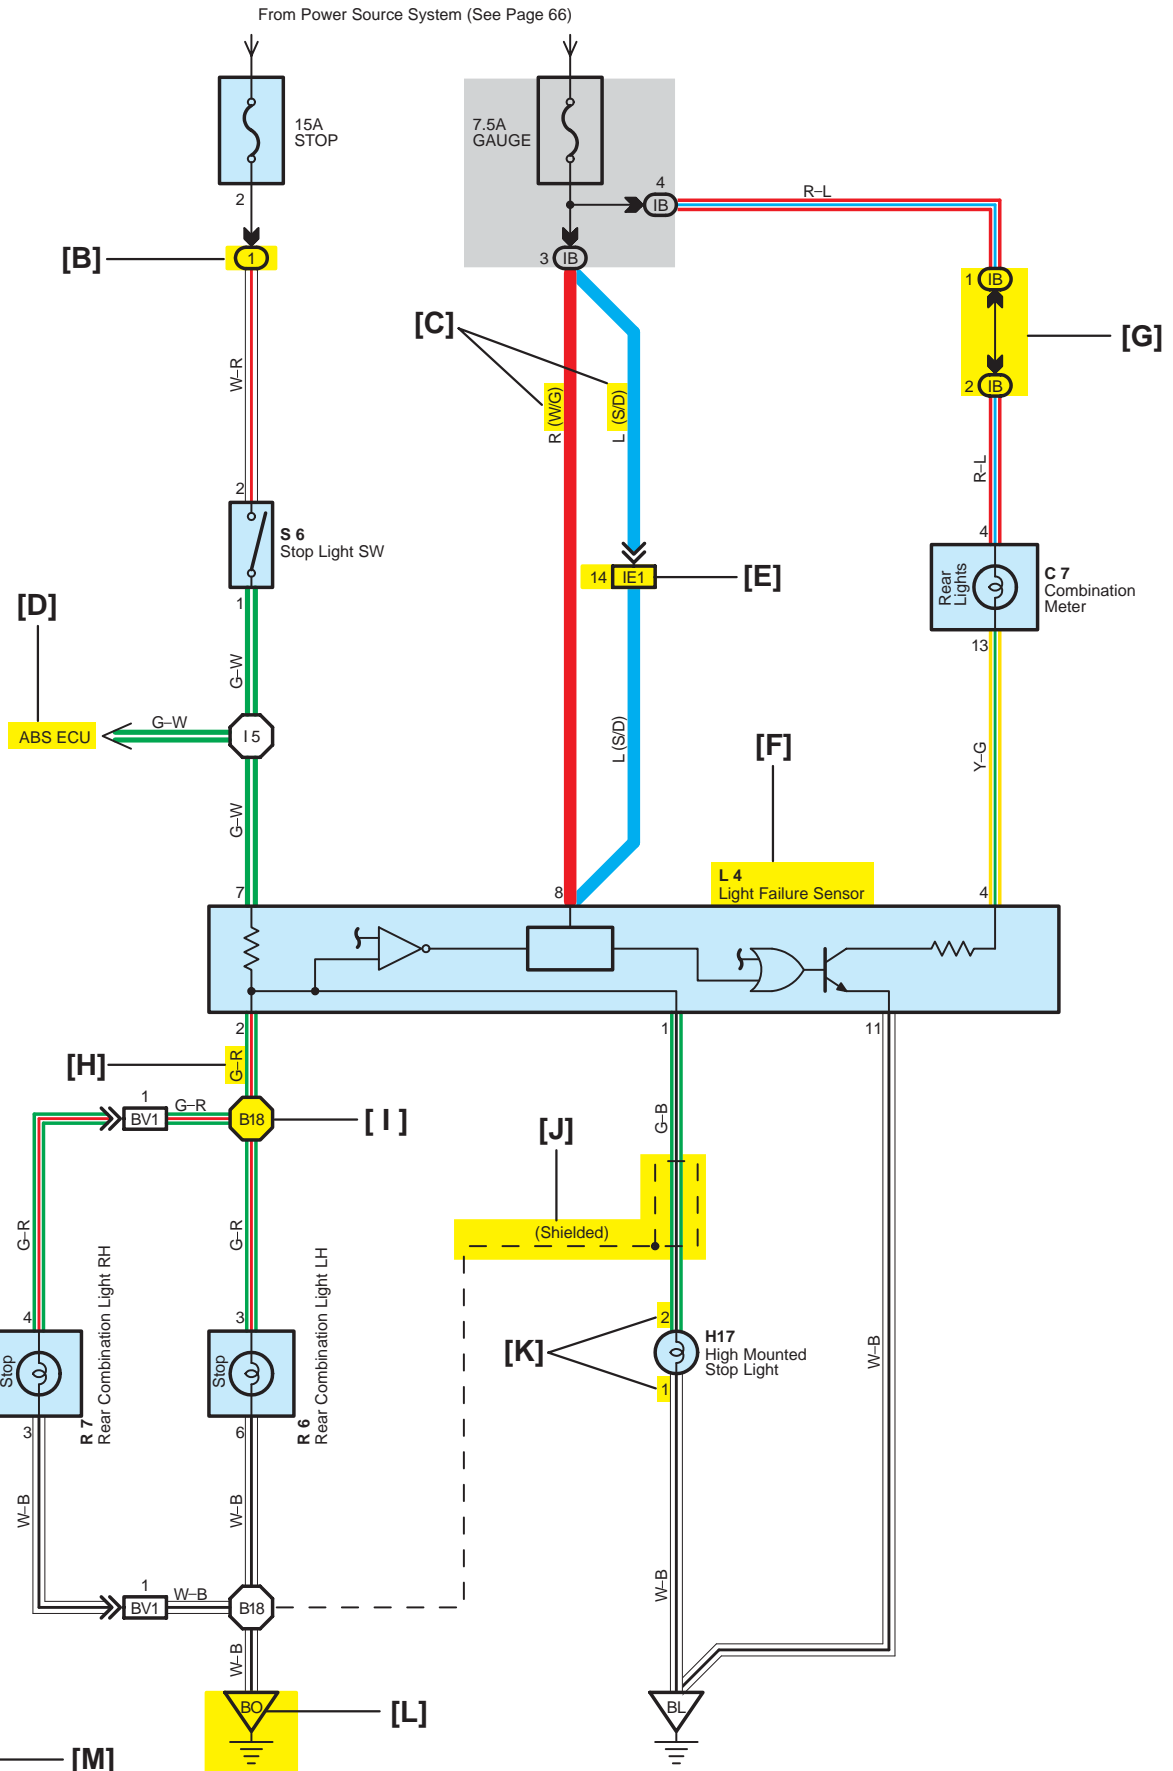 From Power Source System (See Page 66)
15A
STOP
7.5A
GAUGE
2
4
IB
R–L
[B]
1
3
IB
1
IB
[C]
[G]
W–R
R (W/G)
L (S/D)
2
IB
R–L
2
S 6
Stop Light SW
4
[D]
1
14
IE1
[E]
Rear
Lights
C 7
Combination
Meter
13
G–W
ABS ECU
G–W
I 5
L (S/D)
[F]
Y–G
G–W
7
8
L 4
Light Failure Sensor
4
2
1
11
[H]
G–R
1
BV1
G–R
B18
[ I ]
G–B
[J]
(Shielded)
G–R
G–R
4
Stop
3
R 7
Rear Combination Light RH
3
Stop
6
R 6
Rear Combination Light LH
2
[K]
1
H17
High Mounted
Stop Light
W–B
W–B
W–B
W–B
1
BV1
W–B
B18
W–B
BO
[L]
BL
[M]